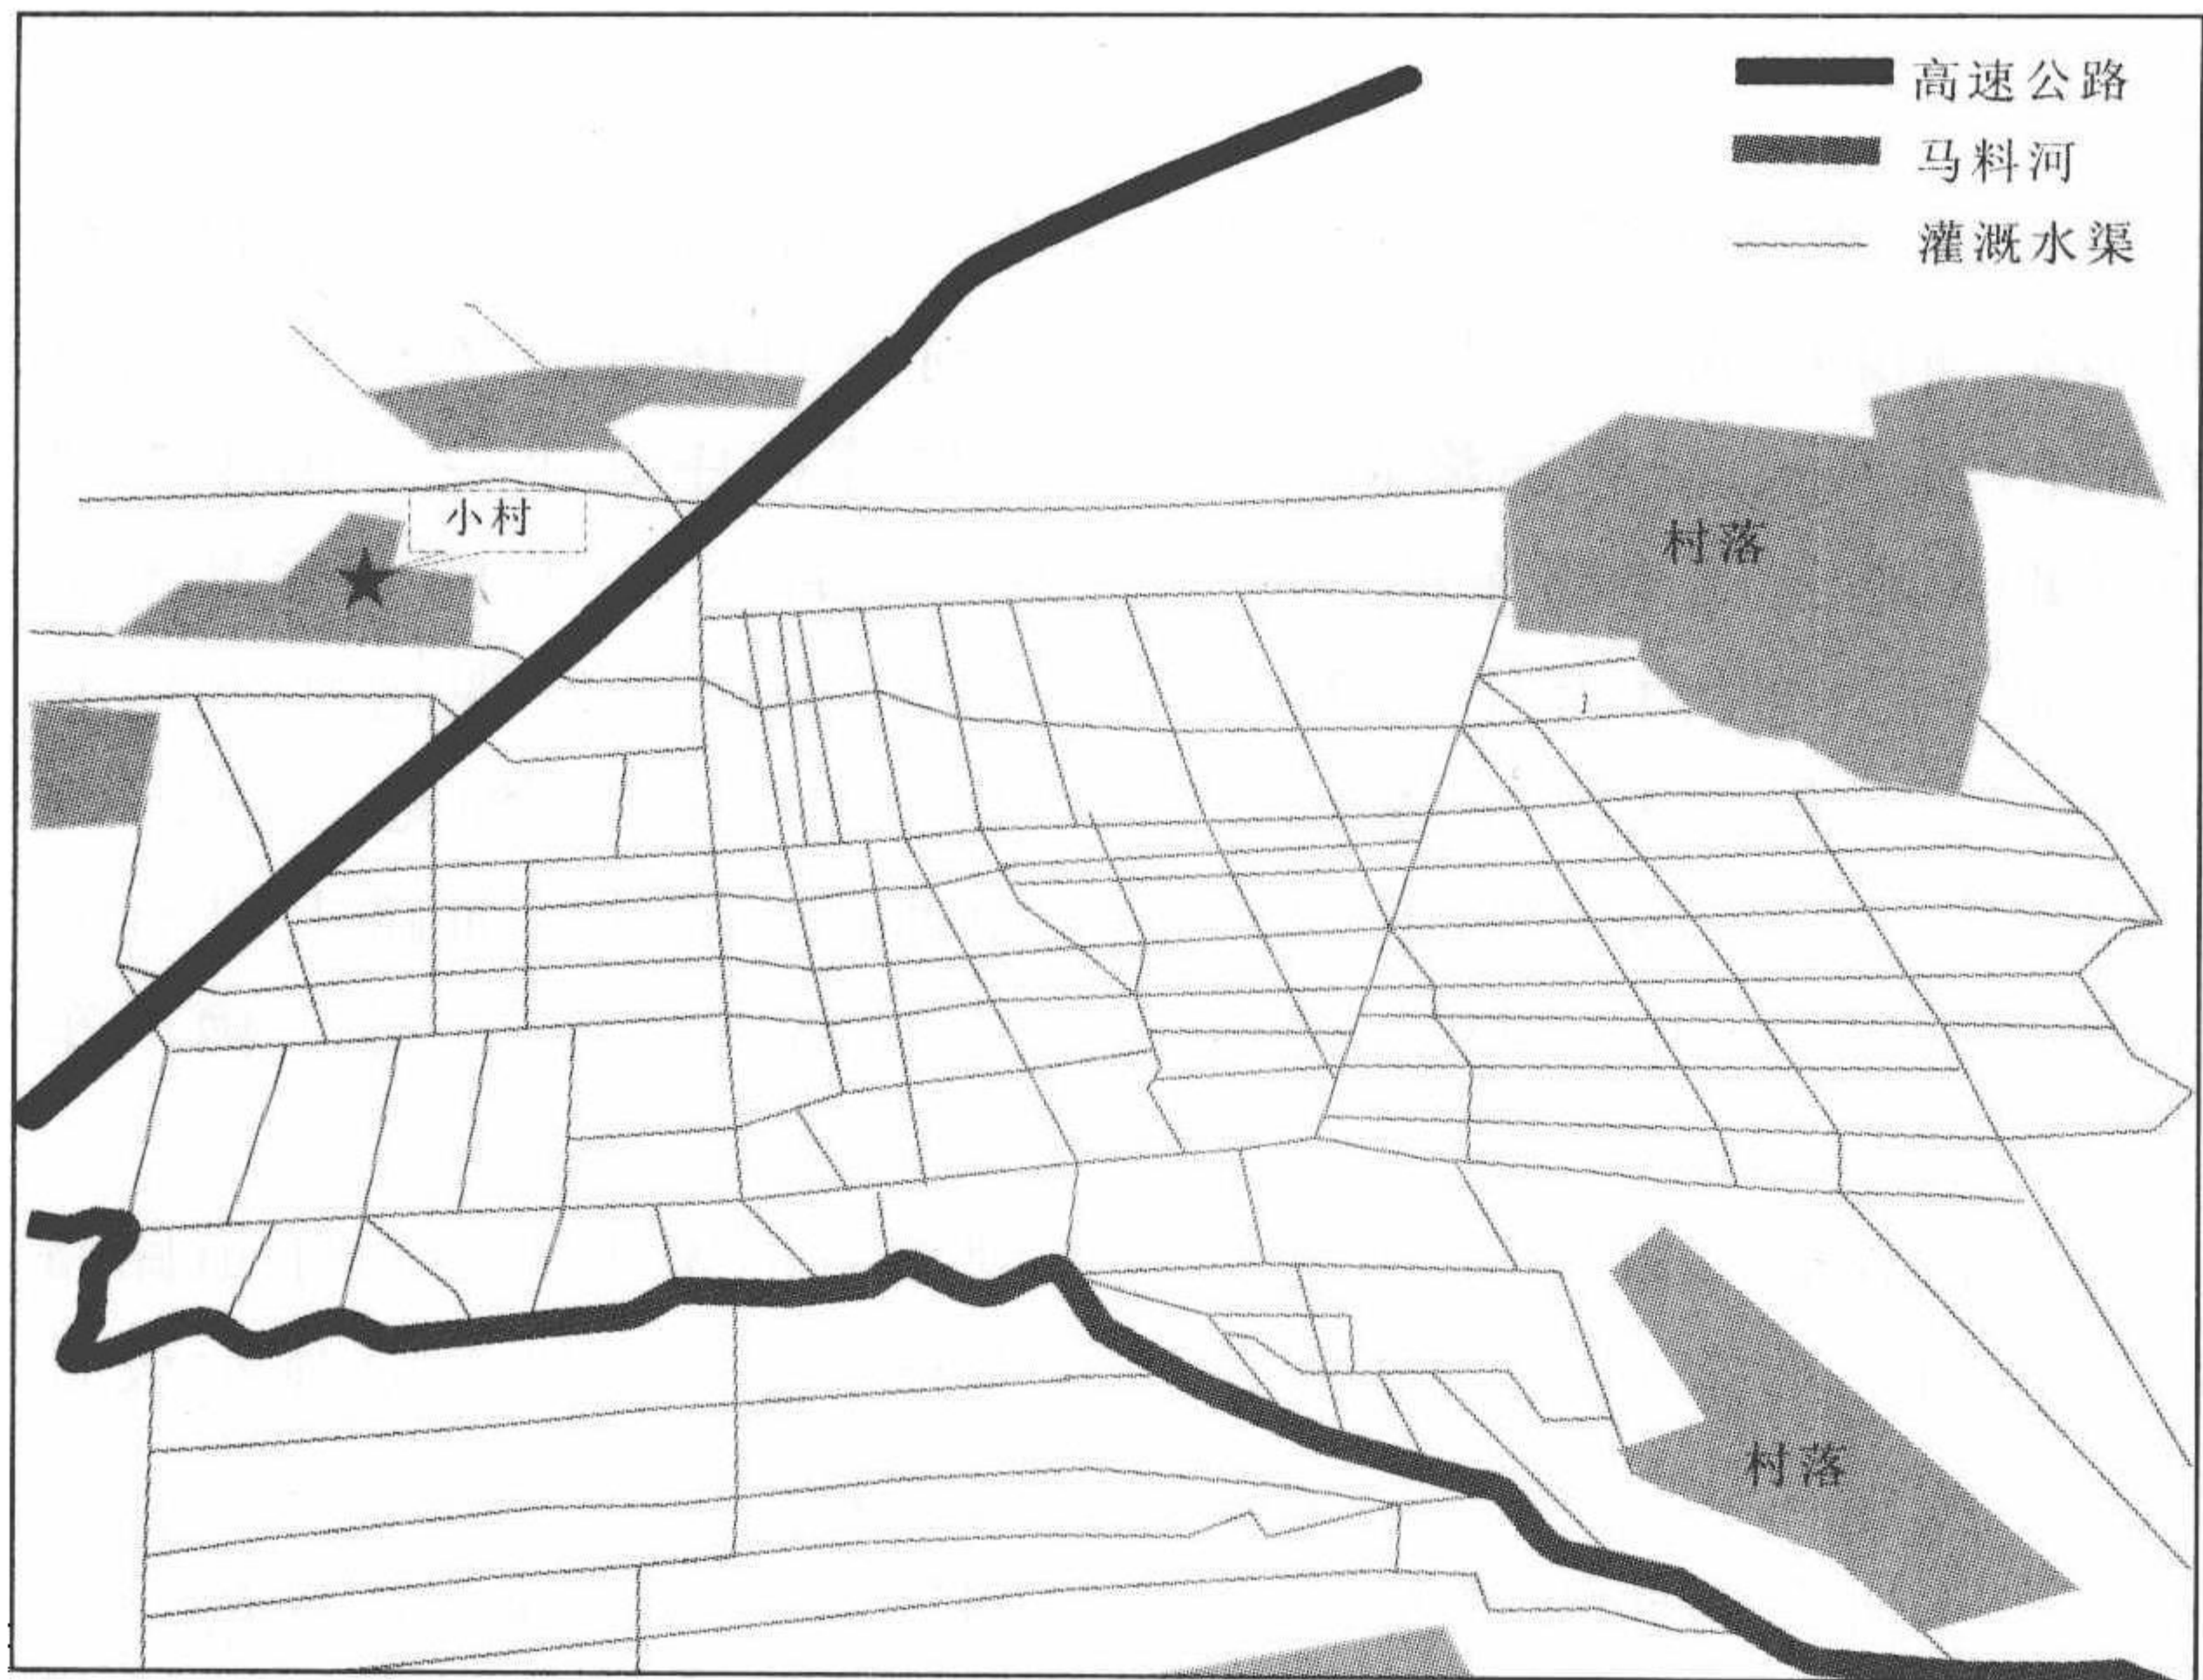 高速公路
马料河
灌溉水渠
小村
村落
村落